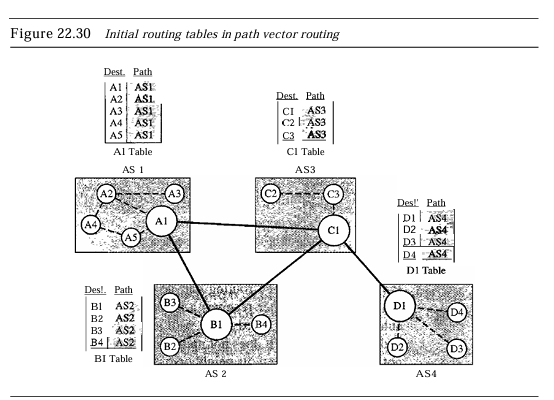 Figure 22.30 Initial routing tables in path vector routing
Dest. Path
A1 AS1
A2 AS1
A3 AS1
A4 AS1
A5 AS1
A1 Table
Dest. Path
C1 AS3
C2 AS3
C3 AS3
C1 Table
AS 1
AS3
A2
A3
A4
A5
A1
C2
C3
C1
Des!' Path
D1 AS4
D2 AS4
D3 AS4
D4 AS4
D1 Table
Des!. Path
B1 AS2
B2 AS2
B3 AS2
B4 AS2
BI Table
B3
B1
B4
B2
D1
D4
D2
D3
AS 2
AS4